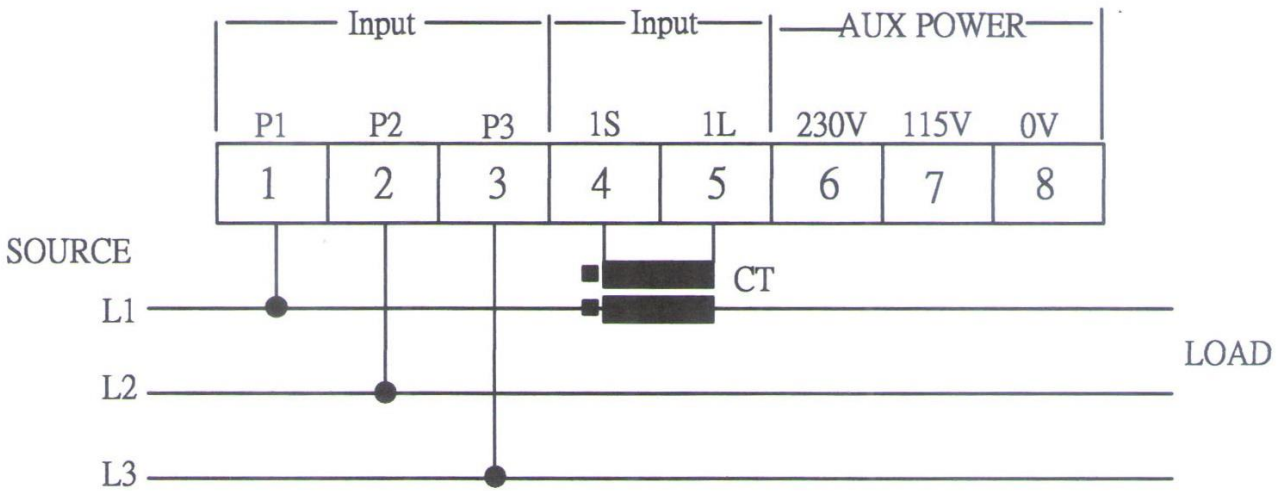 Input Input AUX POWER
P1 P2 P3 1S 1L 230V 115V 0V
1 2 3 4 5 6 7 8
SOURCE
CT
L1
LOAD
L2
L3